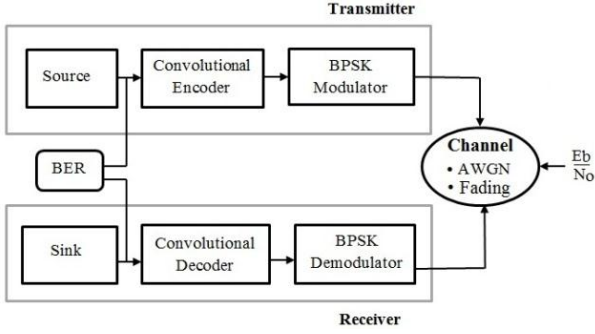 Transmitter
Source
Convolutional
Encoder
BPSK
Modulator
BER
Channel
• AWGN
• Fading
Eb
No
Sink
Convolutional
Decoder
BPSK
Demodulator
Receiver